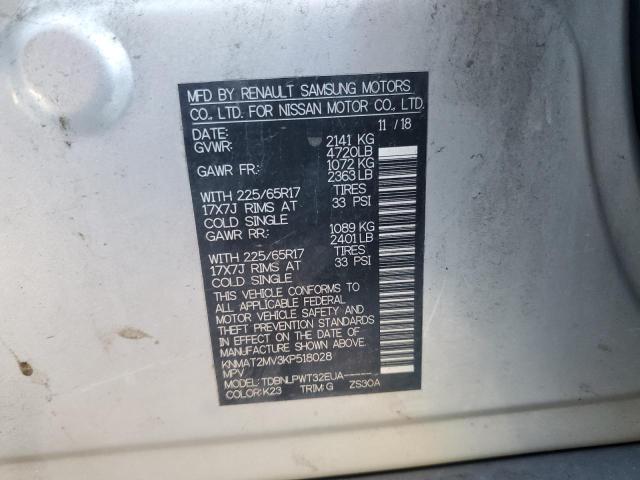 MFD BY RENAULT SAMSUNG MOTORS
CO., LTD. FOR NISSAN MOTOR CO., LTD.
DATE: 11 / 18
GVWR: 2141 KG
4720LB
GAWR FR: 1072 KG
2363 LB
WITH 225/65R17 TIRES
17X7J RIMS AT 33 PSI
COLD SINGLE
GAWR RR: 1089 KG
2401 LB
WITH 225/65R17 TIRES
17X7J RIMS AT 33 PSI
COLD SINGLE
THIS VEHICLE CONFORMS TO
ALL APPLICABLE FEDERAL
MOTOR VEHICLE SAFETY AND
THEFT PREVENTION STANDARDS
IN EFFECT ON THE DATE OF
MANUFACTURE SHOWN ABOVE.
KNMAT2MV3KP518028
MPV
MODEL: TDBNLPWT32EUA-----
COLOR: K23 TRIM: G ZS30A